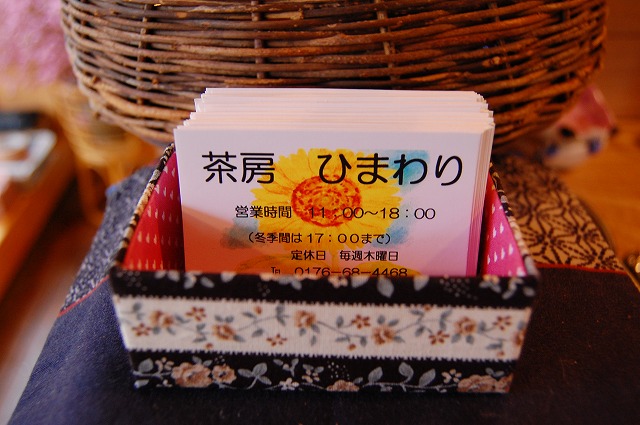 茶房　ひまわり
営業時間　11：00～18：00
（冬季間は17：00まで）
定休日　毎週木曜日
℡　0176－68－4468